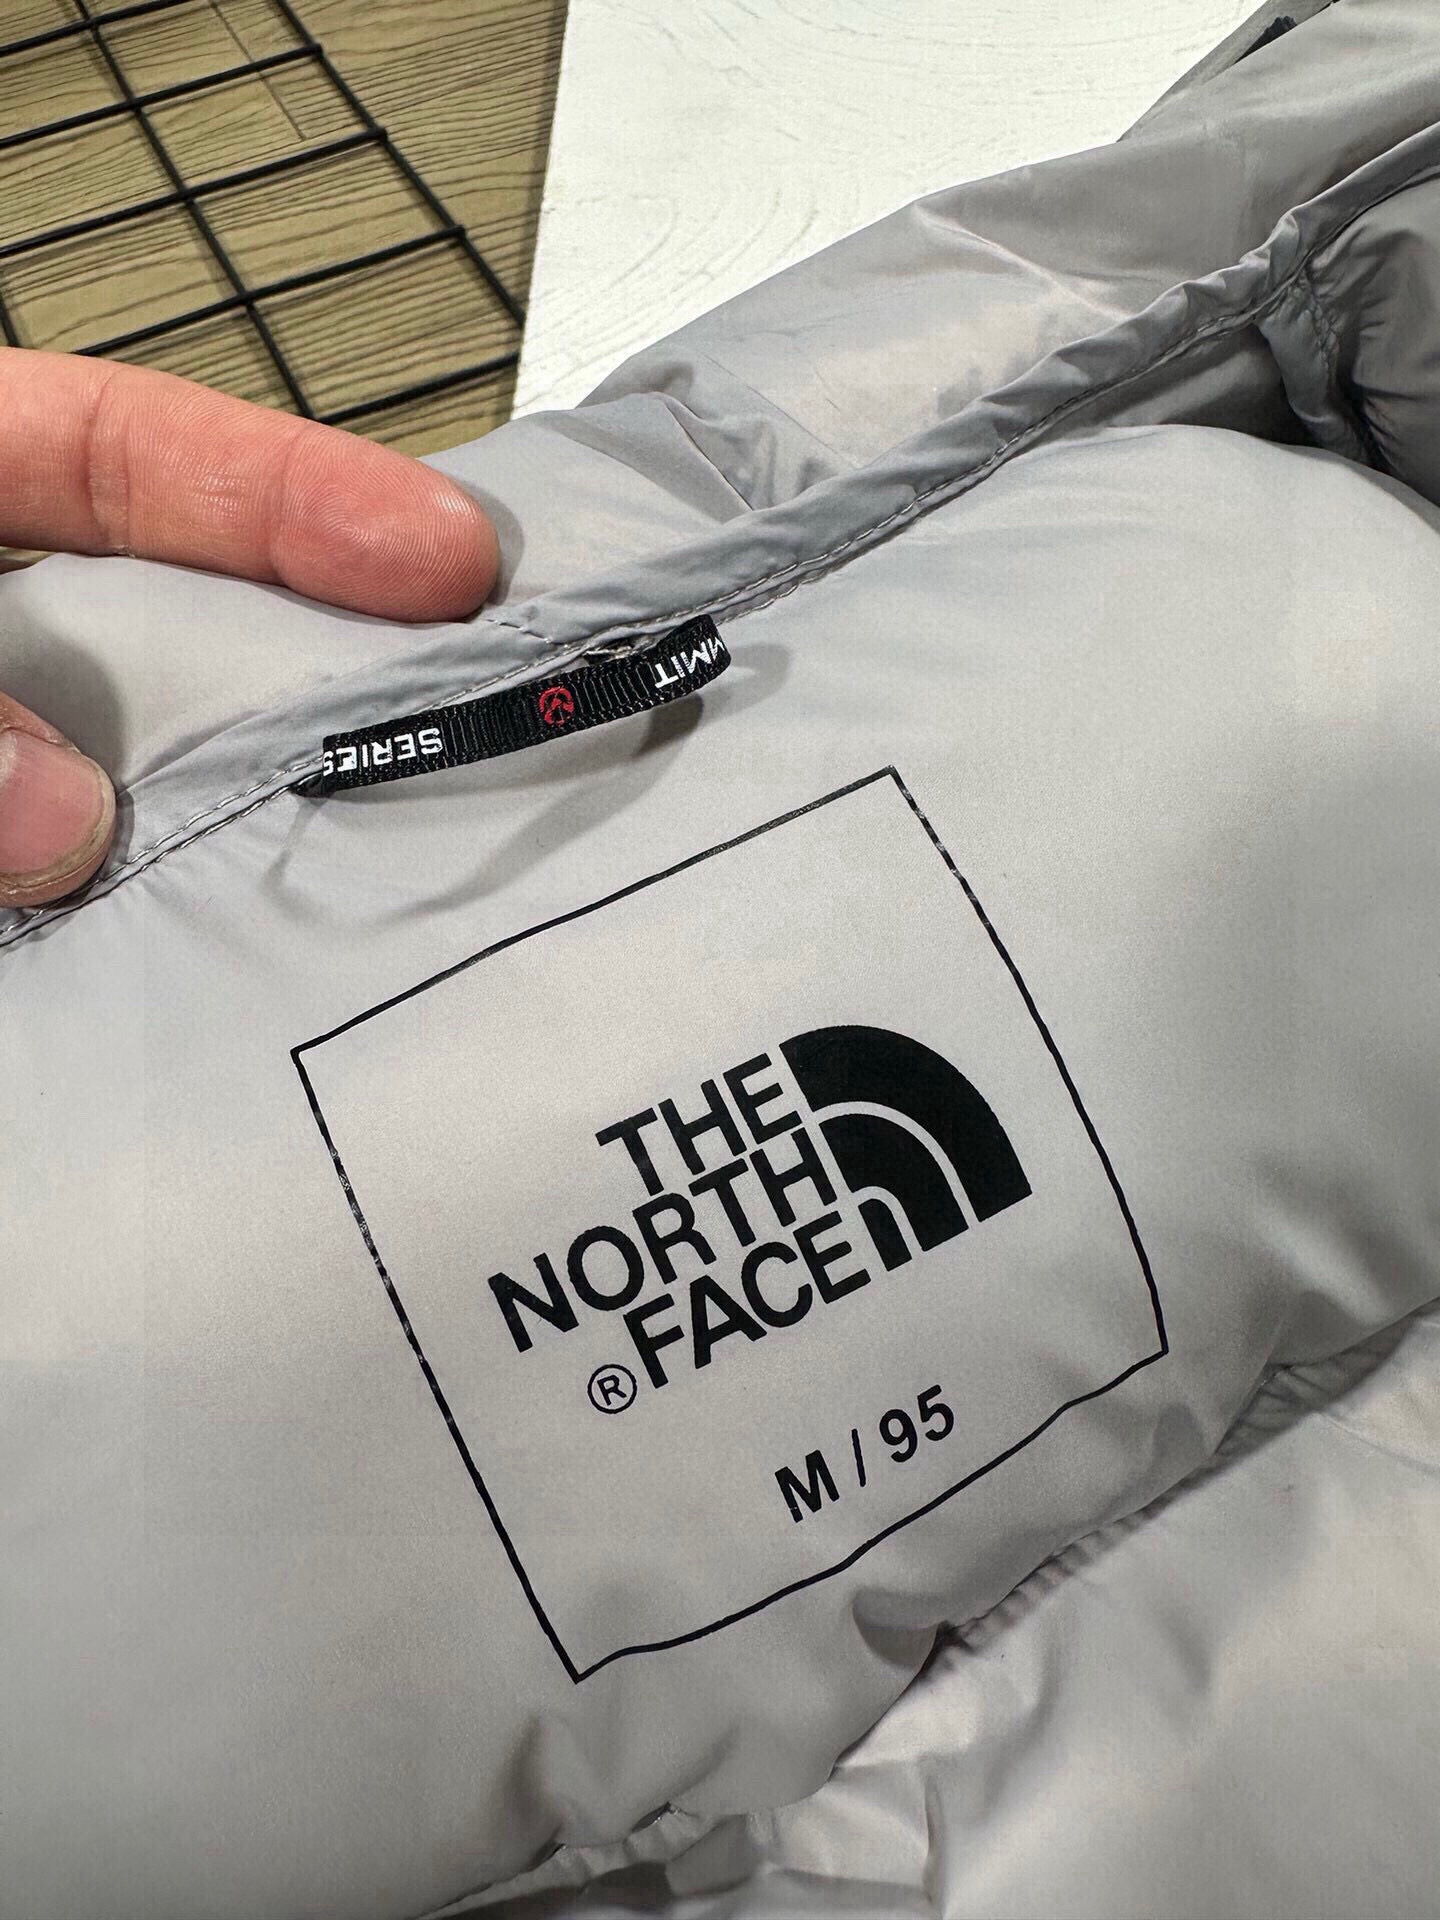 SERIES
MMIT
THE
NORTH
FACE
®
M / 95